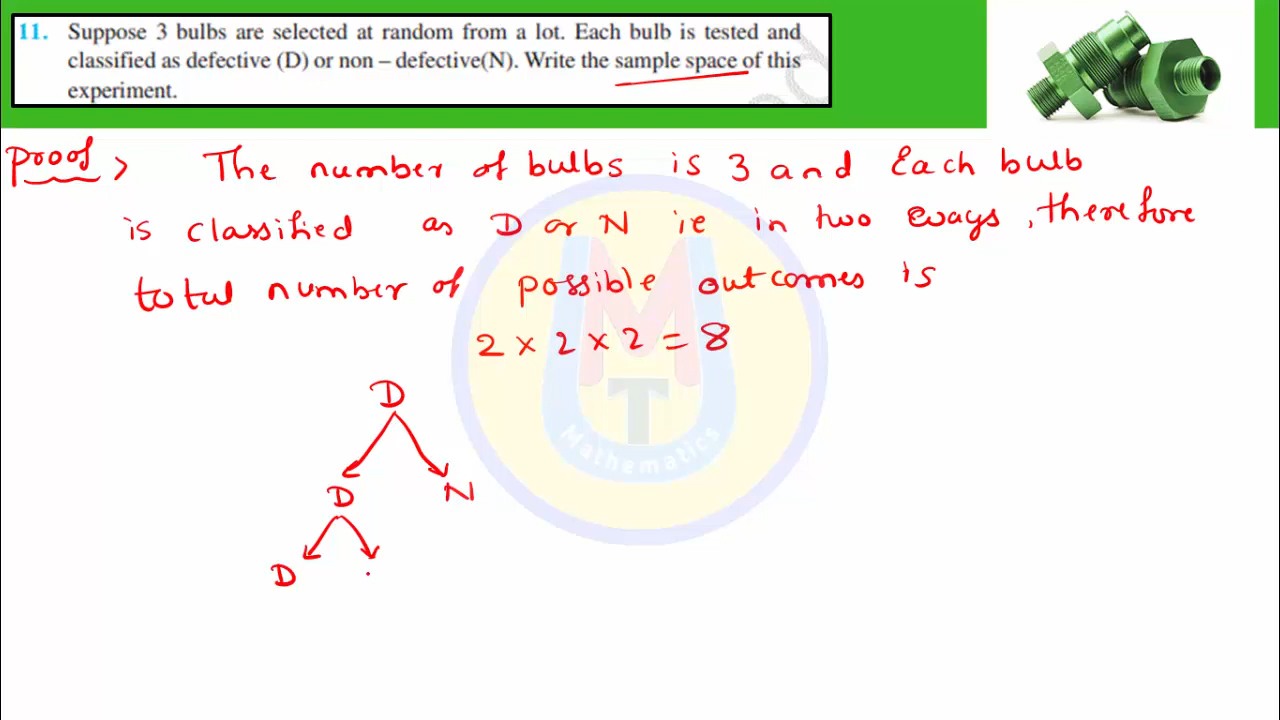 11. Suppose 3 bulbs are selected at random from a lot. Each bulb is tested and
classified as defective (D) or non – defective(N). Write the sample space of this
experiment.
Proof > The number of bulbs is 3 and Each bulb
is classified as D or N ie in two ways, therefore
total number of possible outcomes is
2 × 2 × 2 = 8
D
D N
D
UMT
Mathematics